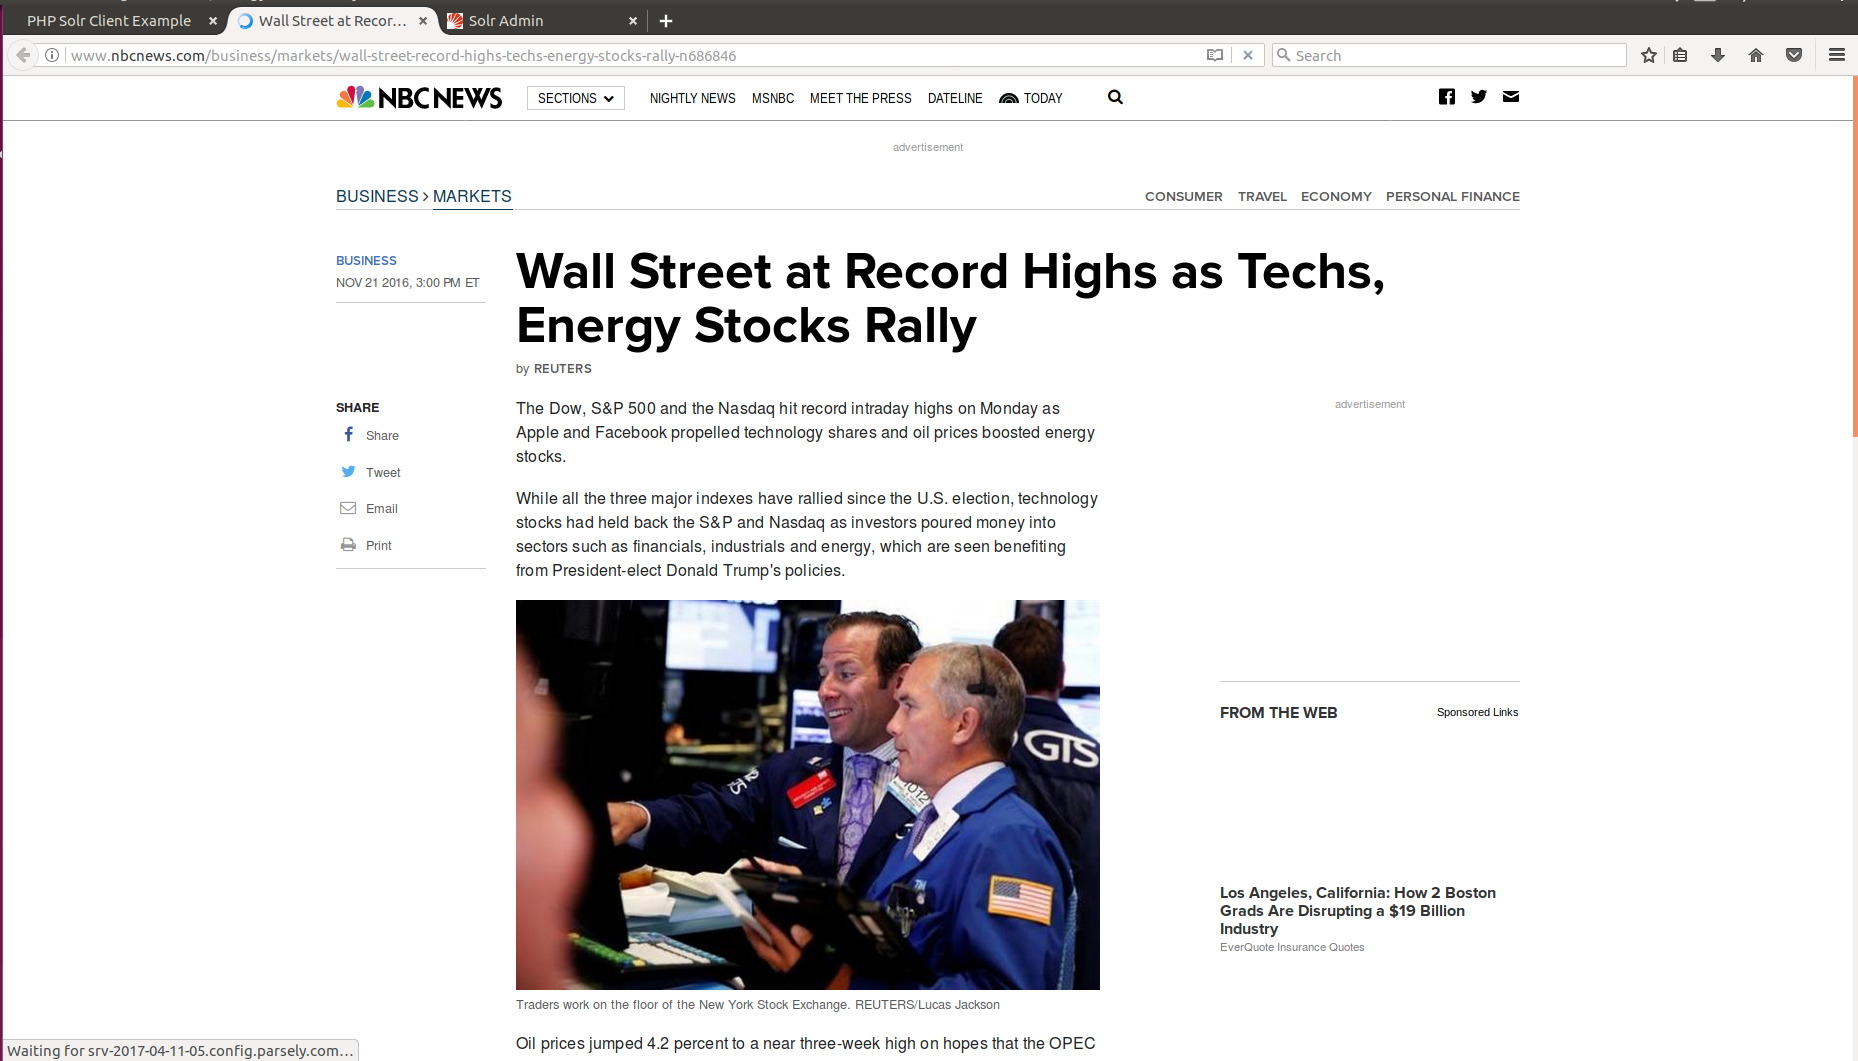 PHP Solr Client Example
Wall Street at Recor...
Solr Admin
www.nbcnews.com/business/markets/wall-street-record-highs-techs-energy-stocks-rally-n686846
Search
NBC NEWS
SECTIONS
NIGHTLY NEWS
MSNBC
MEET THE PRESS
DATELINE
TODAY
advertisement
BUSINESS > MARKETS
CONSUMER
TRAVEL
ECONOMY
PERSONAL FINANCE
BUSINESS
NOV 21 2016, 3:00 PM ET
Wall Street at Record Highs as Techs,
Energy Stocks Rally
by REUTERS
SHARE
Share
Tweet
Email
Print
The Dow, S&P 500 and the Nasdaq hit record intraday highs on Monday as
Apple and Facebook propelled technology shares and oil prices boosted energy
stocks.
While all the three major indexes have rallied since the U.S. election, technology
stocks had held back the S&P and Nasdaq as investors poured money into
sectors such as financials, industrials and energy, which are seen benefiting
from President-elect Donald Trump's policies.
GTS
Traders work on the floor of the New York Stock Exchange. REUTERS/Lucas Jackson
Oil prices jumped 4.2 percent to a near three-week high on hopes that the OPEC
advertisement
FROM THE WEB
Sponsored Links
Los Angeles, California: How 2 Boston
Grads Are Disrupting a $19 Billion
Industry
EverQuote Insurance Quotes
Waiting for srv-2017-04-11-05.config.parsely.com...